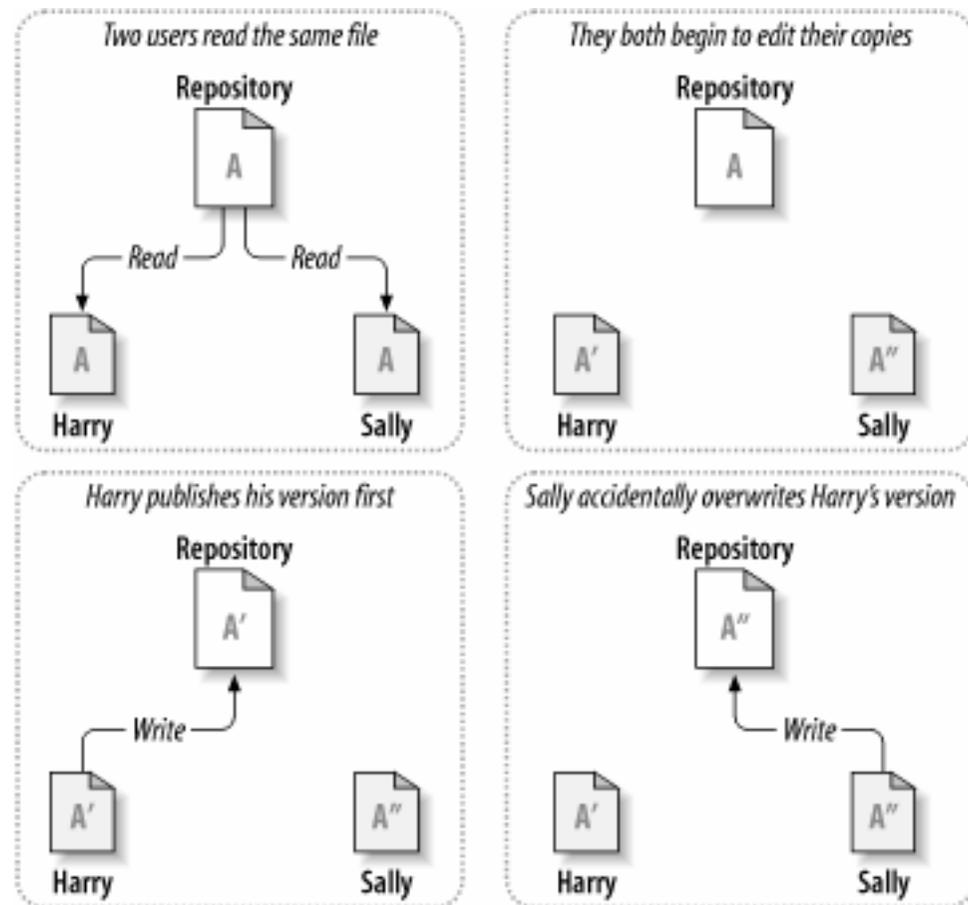 Two users read the same file
Repository
A
Read
Read
A
A
Harry
Sally
They both begin to edit their copies
Repository
A
A′
A″
Harry
Sally
Harry publishes his version first
Repository
A′
Write
A′
A″
Harry
Sally
Sally accidentally overwrites Harry's version
Repository
A″
Write
A′
A″
Harry
Sally